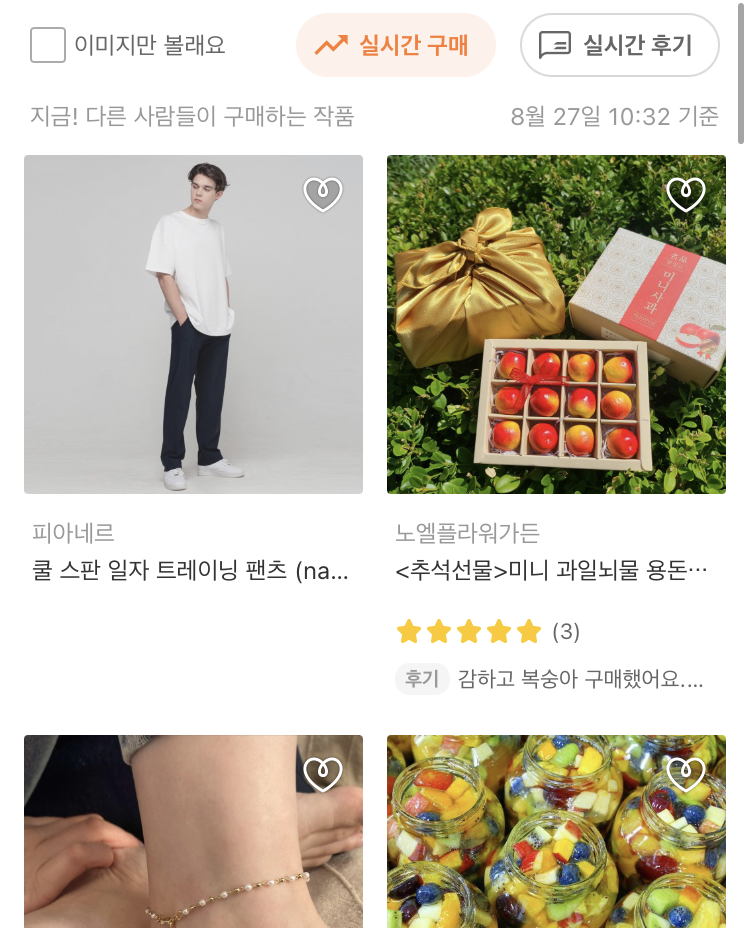 이미지만 볼래요
실시간 구매
실시간 후기
지금! 다른 사람들이 구매하는 작품
8월 27일 10:32 기준
名品
미니사과
피아네르
쿨 스판 일자 트레이닝 팬츠 (na...
노엘플라워가든
<추석선물>미니 과일뇌물 용돈…
(3)
후기 감하고 복숭아 구매했어요....